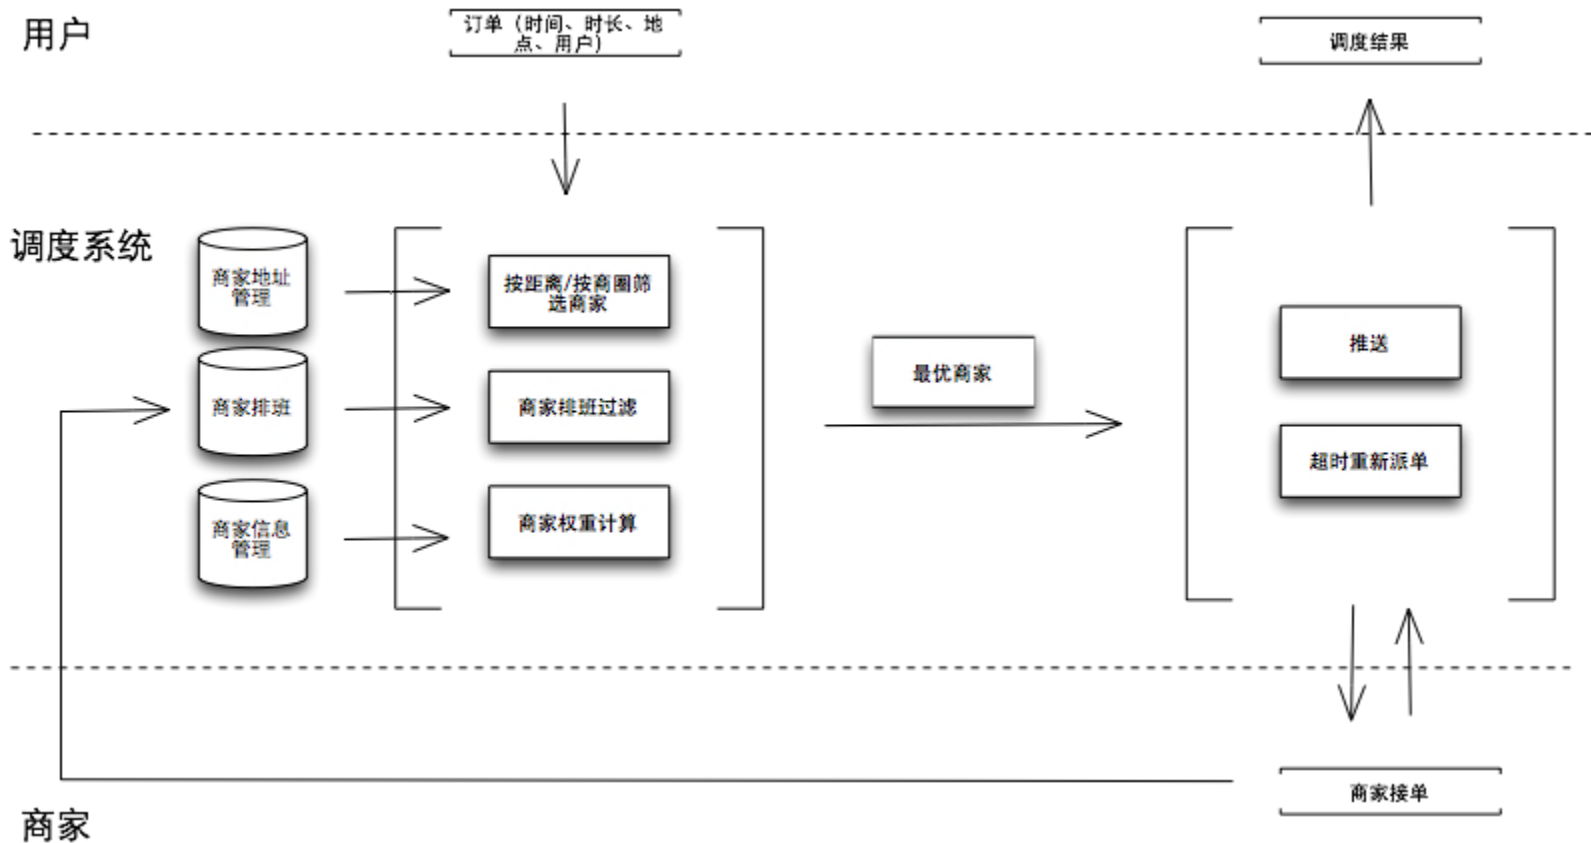 用户
订单（时间、时长、地
点、用户）
调度结果
调度系统
商家地址
管理
按距离/按商圈筛
选商家
推送
最优商家
商家排班
商家排班过滤
超时重新派单
商家信息
管理
商家权重计算
商家接单
商家